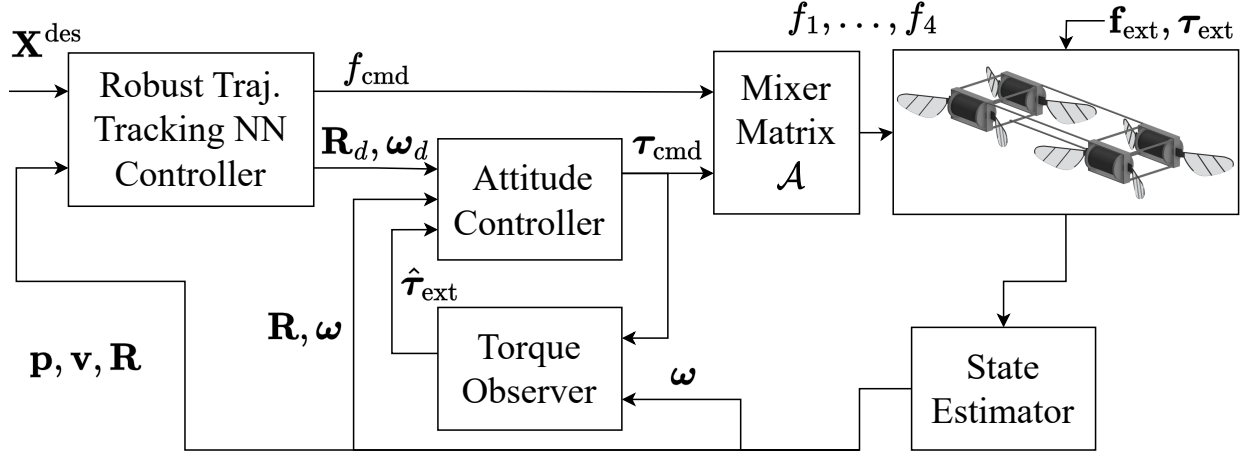 𝐗^des
Robust Traj.
Tracking NN
Controller
f_cmd
𝐑_d, 𝝎_d
Attitude
Controller
𝝉_cmd
Mixer
Matrix
𝒜
f_1, . . . , f_4
𝐟_ext, 𝝉_ext
𝝉̂_ext
𝐑, 𝝎
𝐩, 𝐯, 𝐑
Torque
Observer
𝝎
State
Estimator